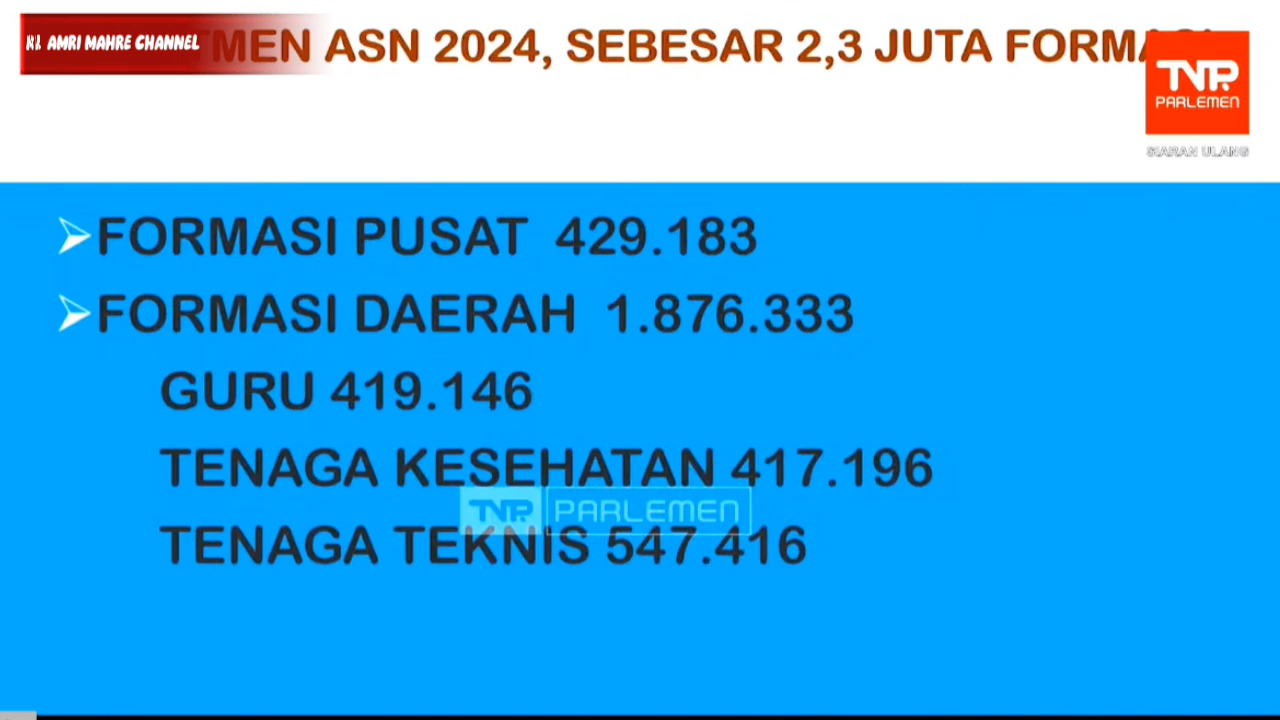 AMRI MAHRE CHANNEL
MEN ASN 2024, SEBESAR 2,3 JUTA FORMASI
TVR
PARLEMEN
SIARAN ULANG
FORMASI PUSAT 429.183
FORMASI DAERAH 1.876.333
GURU 419.146
TENAGA KESEHATAN 417.196
TVR PARLEMEN
TENAGA TEKNIS 547.416